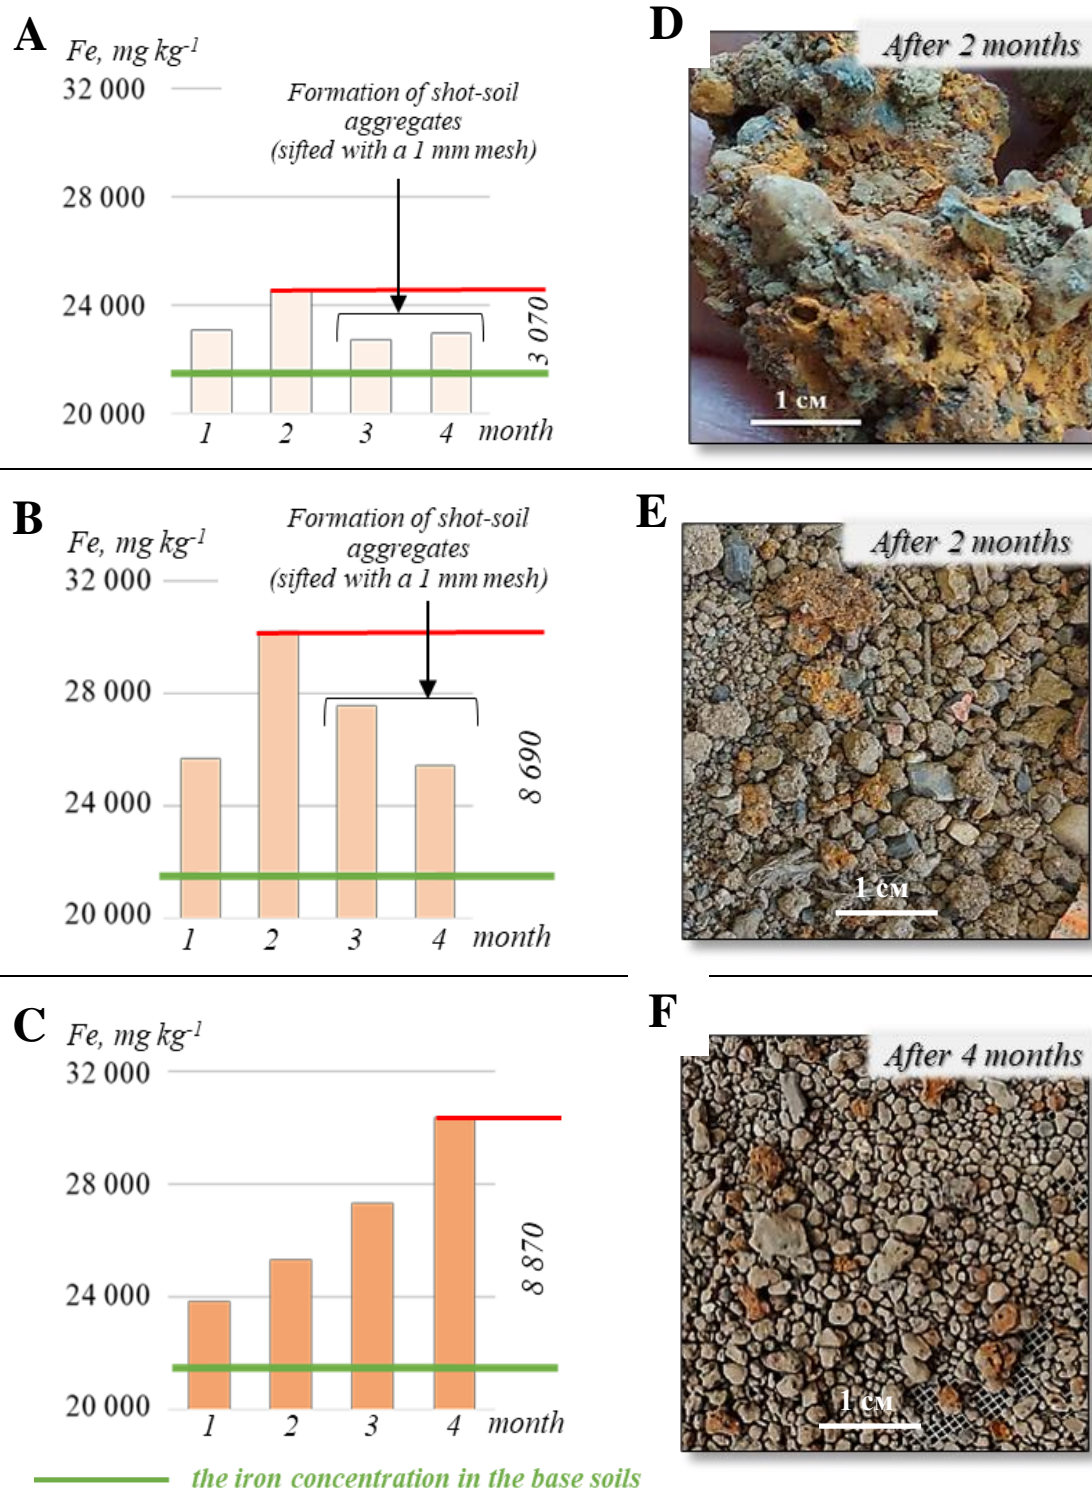 A
Fe, mg kg-1
32 000
Formation of shot-soil
aggregates
(sifted with a 1 mm mesh)
28 000
24 000
3 070
20 000
1 2 3 4 month
D
After 2 months
1 см
B
Fe, mg kg-1
32 000
Formation of shot-soil
aggregates
(sifted with a 1 mm mesh)
28 000
24 000
8 690
20 000
1 2 3 4 month
E
After 2 months
1 см
C
Fe, mg kg-1
32 000
28 000
24 000
8 870
20 000
1 2 3 4 month
the iron concentration in the base soils
F
After 4 months
1 см